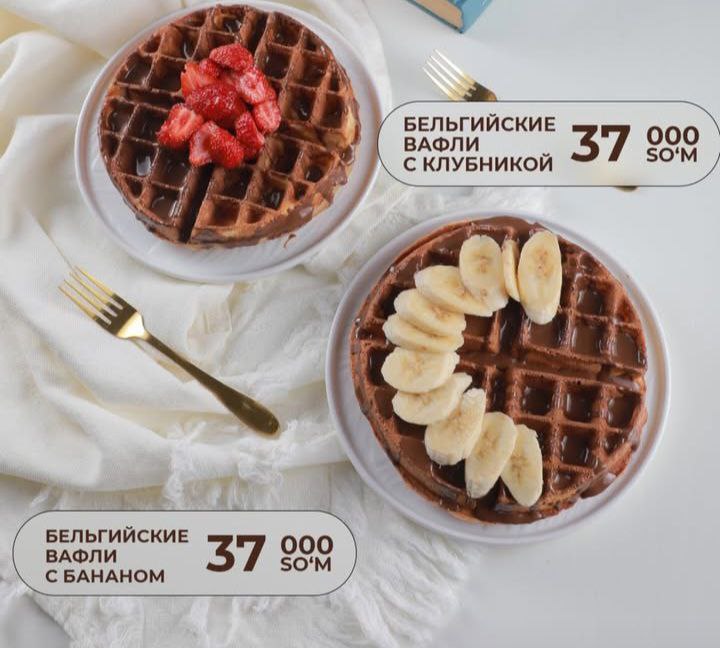 БЕЛЬГИЙСКИЕ
ВАФЛИ
С КЛУБНИКОЙ
37 000
SO‘M
БЕЛЬГИЙСКИЕ
ВАФЛИ
С БАНАНОМ
37 000
SO‘M